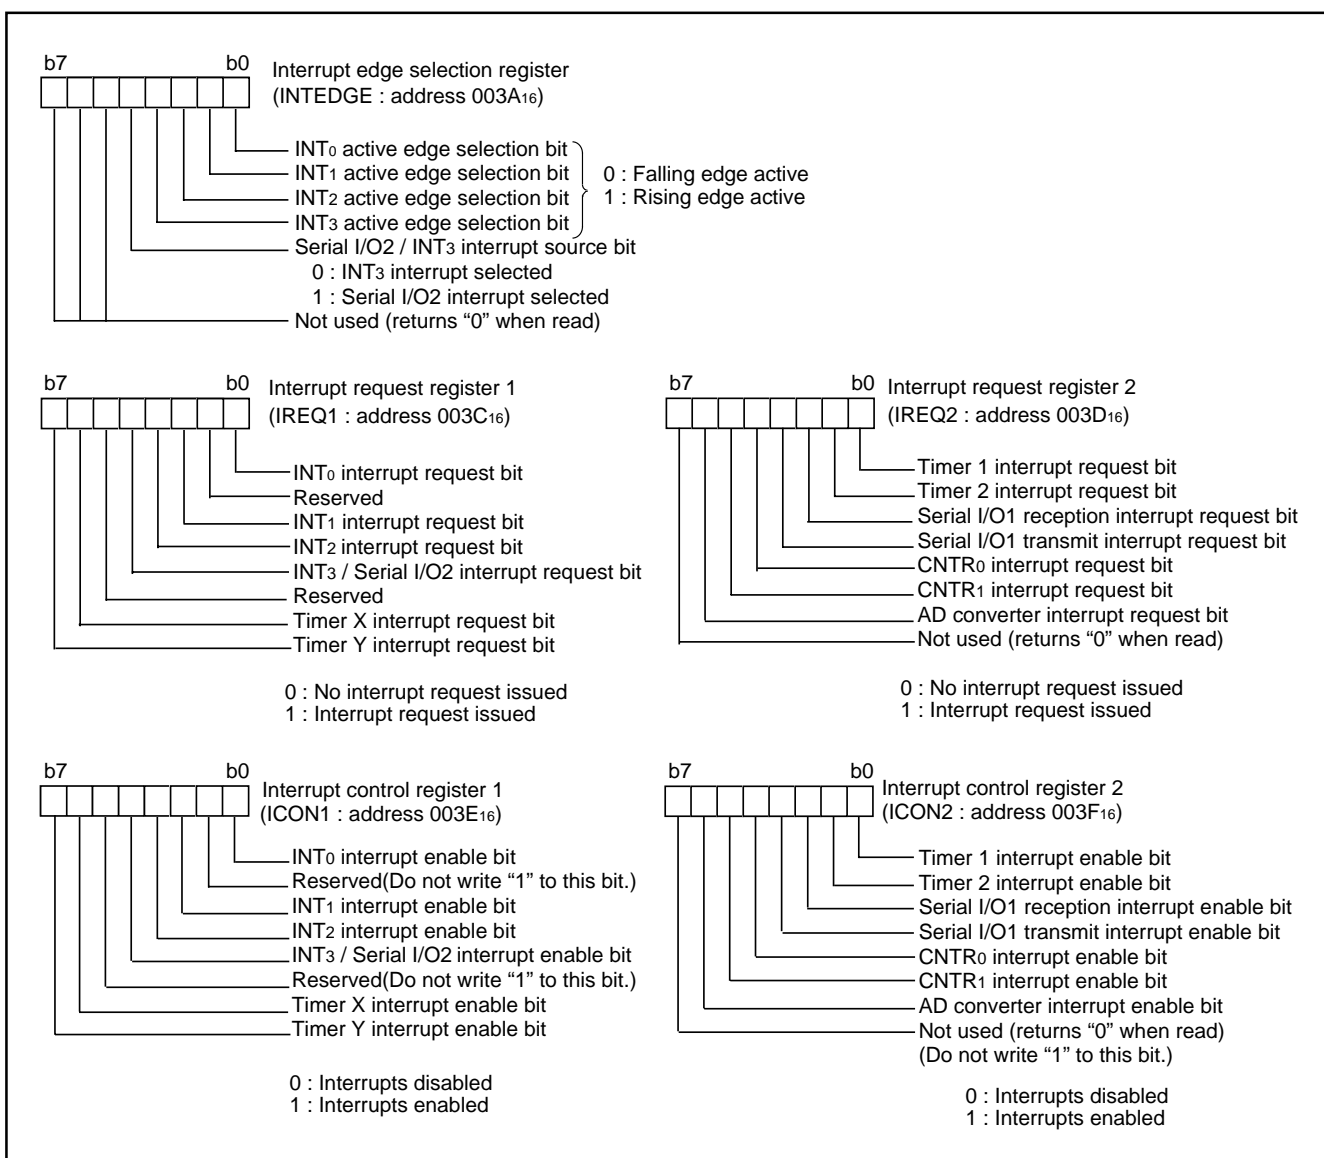 b7 b0
Interrupt edge selection register
(INTEDGE : address 003A16)
INT0 active edge selection bit
INT1 active edge selection bit
INT2 active edge selection bit
INT3 active edge selection bit
0 : Falling edge active
1 : Rising edge active
Serial I/O2 / INT3 interrupt source bit
0 : INT3 interrupt selected
1 : Serial I/O2 interrupt selected
Not used (returns “0” when read)
b7 b0
Interrupt request register 1
(IREQ1 : address 003C16)
INT0 interrupt request bit
Reserved
INT1 interrupt request bit
INT2 interrupt request bit
INT3 / Serial I/O2 interrupt request bit
Reserved
Timer X interrupt request bit
Timer Y interrupt request bit
0 : No interrupt request issued
1 : Interrupt request issued
b7 b0
Interrupt request register 2
(IREQ2 : address 003D16)
Timer 1 interrupt request bit
Timer 2 interrupt request bit
Serial I/O1 reception interrupt request bit
Serial I/O1 transmit interrupt request bit
CNTR0 interrupt request bit
CNTR1 interrupt request bit
AD converter interrupt request bit
Not used (returns “0” when read)
0 : No interrupt request issued
1 : Interrupt request issued
b7 b0
Interrupt control register 1
(ICON1 : address 003E16)
INT0 interrupt enable bit
Reserved(Do not write “1” to this bit.)
INT1 interrupt enable bit
INT2 interrupt enable bit
INT3 / Serial I/O2 interrupt enable bit
Reserved(Do not write “1” to this bit.)
Timer X interrupt enable bit
Timer Y interrupt enable bit
0 : Interrupts disabled
1 : Interrupts enabled
b7 b0
Interrupt control register 2
(ICON2 : address 003F16)
Timer 1 interrupt enable bit
Timer 2 interrupt enable bit
Serial I/O1 reception interrupt enable bit
Serial I/O1 transmit interrupt enable bit
CNTR0 interrupt enable bit
CNTR1 interrupt enable bit
AD converter interrupt enable bit
Not used (returns “0” when read)
(Do not write “1” to this bit.)
0 : Interrupts disabled
1 : Interrupts enabled